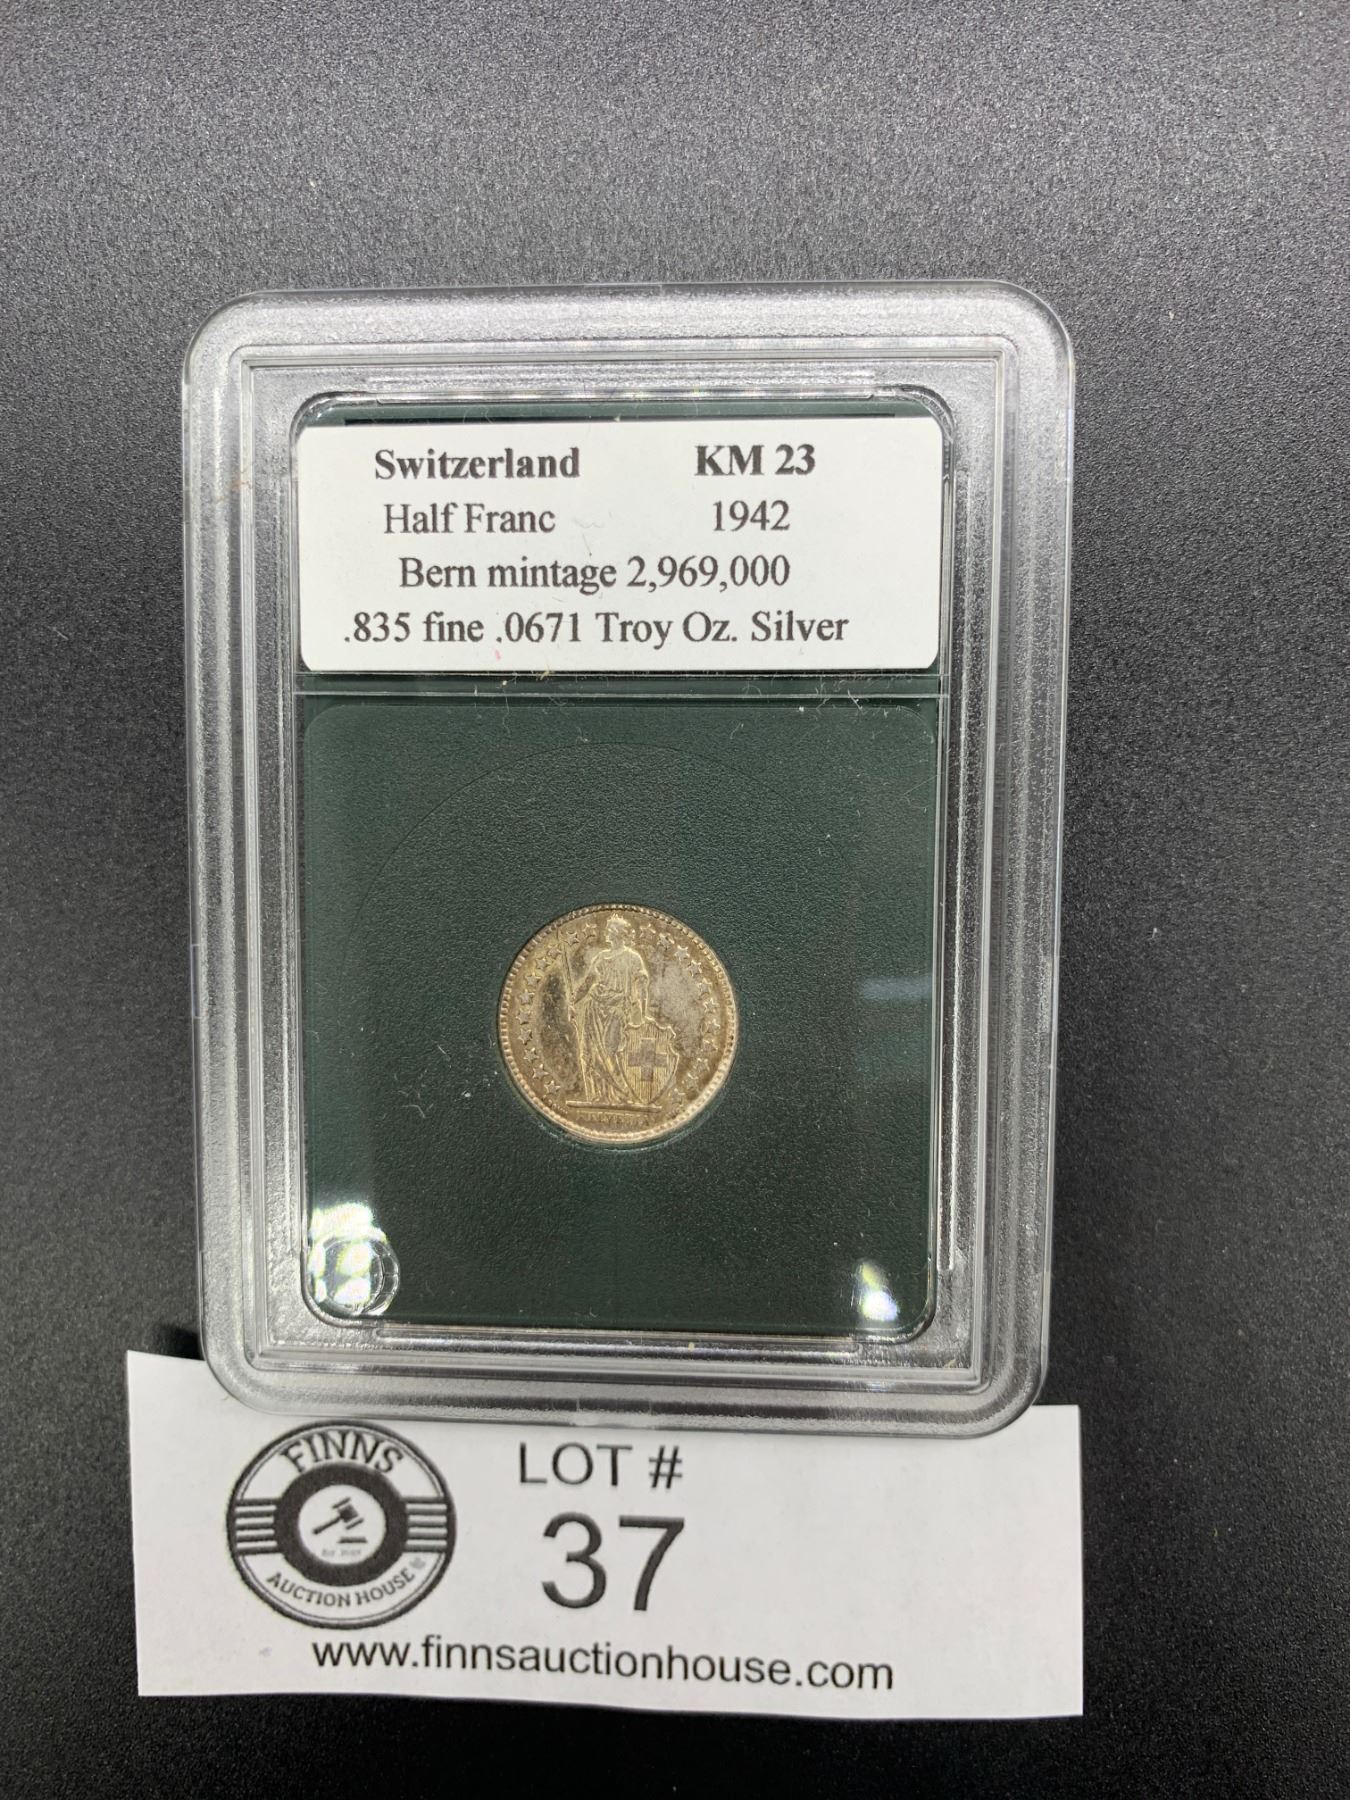 Switzerland KM 23
Half Franc 1942
Bern mintage 2,969,000
.835 fine .0671 Troy Oz. Silver
FINNS
AUCTION HOUSE
LOT #
37
www.finnsauctionhouse.com